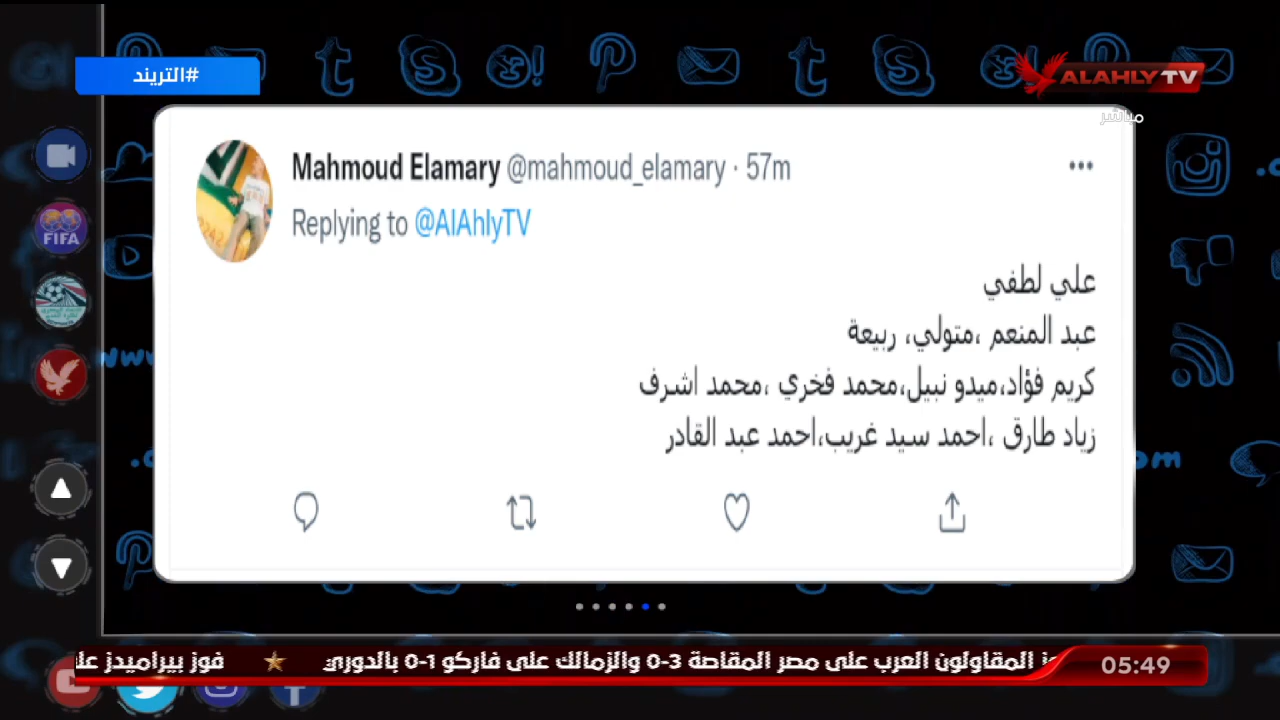 #التريند
ALAHLY TV
مباشر
FIFA
Mahmoud Elamary @mahmoud_elamary · 57m
Replying to @AlAhlyTV
علي لطفي
عبد المنعم ،متولي، ربيعة
كريم فؤاد،ميدو نبيل،محمد فخري ،محمد اشرف
زياد طارق ،احمد سيد غريب،احمد عبد القادر
المقاولون العرب على مصر المقاصة 3-0 والزمالك على فاركو 1-0 بالدوري
فوز بيراميدز
05:49